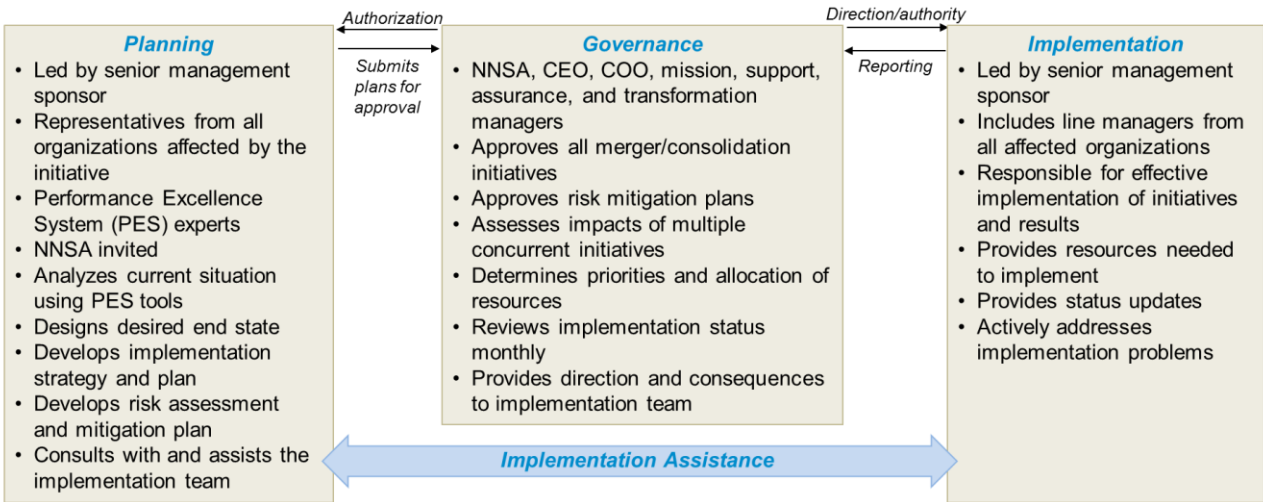 Authorization
Submits
plans for
approval
Direction/authority
Reporting
Planning
• Led by senior management
sponsor
• Representatives from all
organizations affected by the
initiative
• Performance Excellence
System (PES) experts
• NNSA invited
• Analyzes current situation
using PES tools
• Designs desired end state
• Develops implementation
strategy and plan
• Develops risk assessment
and mitigation plan
• Consults with and assists the
implementation team
Governance
• NNSA, CEO, COO, mission, support,
assurance, and transformation
managers
• Approves all merger/consolidation
initiatives
• Approves risk mitigation plans
• Assesses impacts of multiple
concurrent initiatives
• Determines priorities and allocation of
resources
• Reviews implementation status
monthly
• Provides direction and consequences
to implementation team
Implementation
• Led by senior management
sponsor
• Includes line managers from
all affected organizations
• Responsible for effective
implementation of initiatives
and results
• Provides resources needed
to implement
• Provides status updates
• Actively addresses
implementation problems
Implementation Assistance